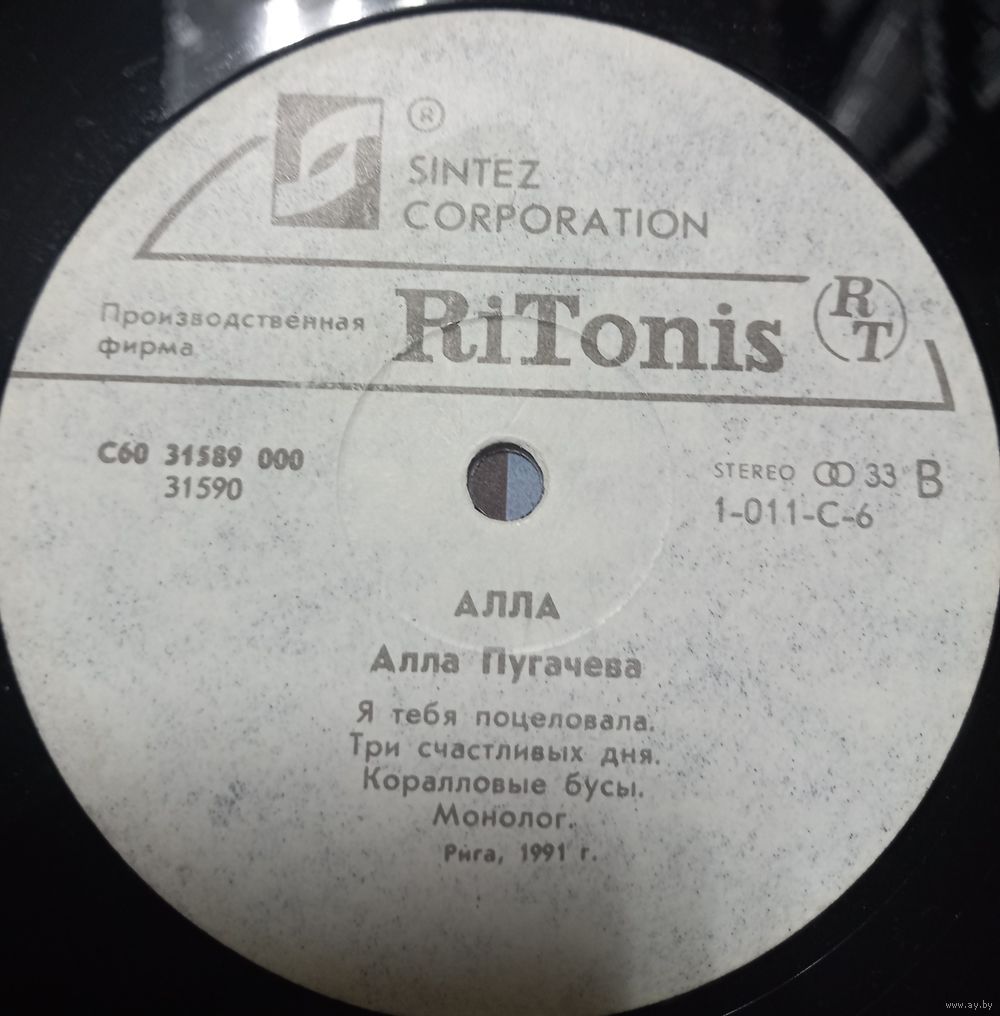 ®
SINTEZ
CORPORATION
Производственная
фирма
RiTonis
RT
С60 31589 000
31590
STEREO 33 B
1-011-C-6
АЛЛА
Алла Пугачева
Я тебя поцеловала.
Три счастливых дня.
Коралловые бусы.
Монолог.
Рига, 1991 г.
www.ay.by